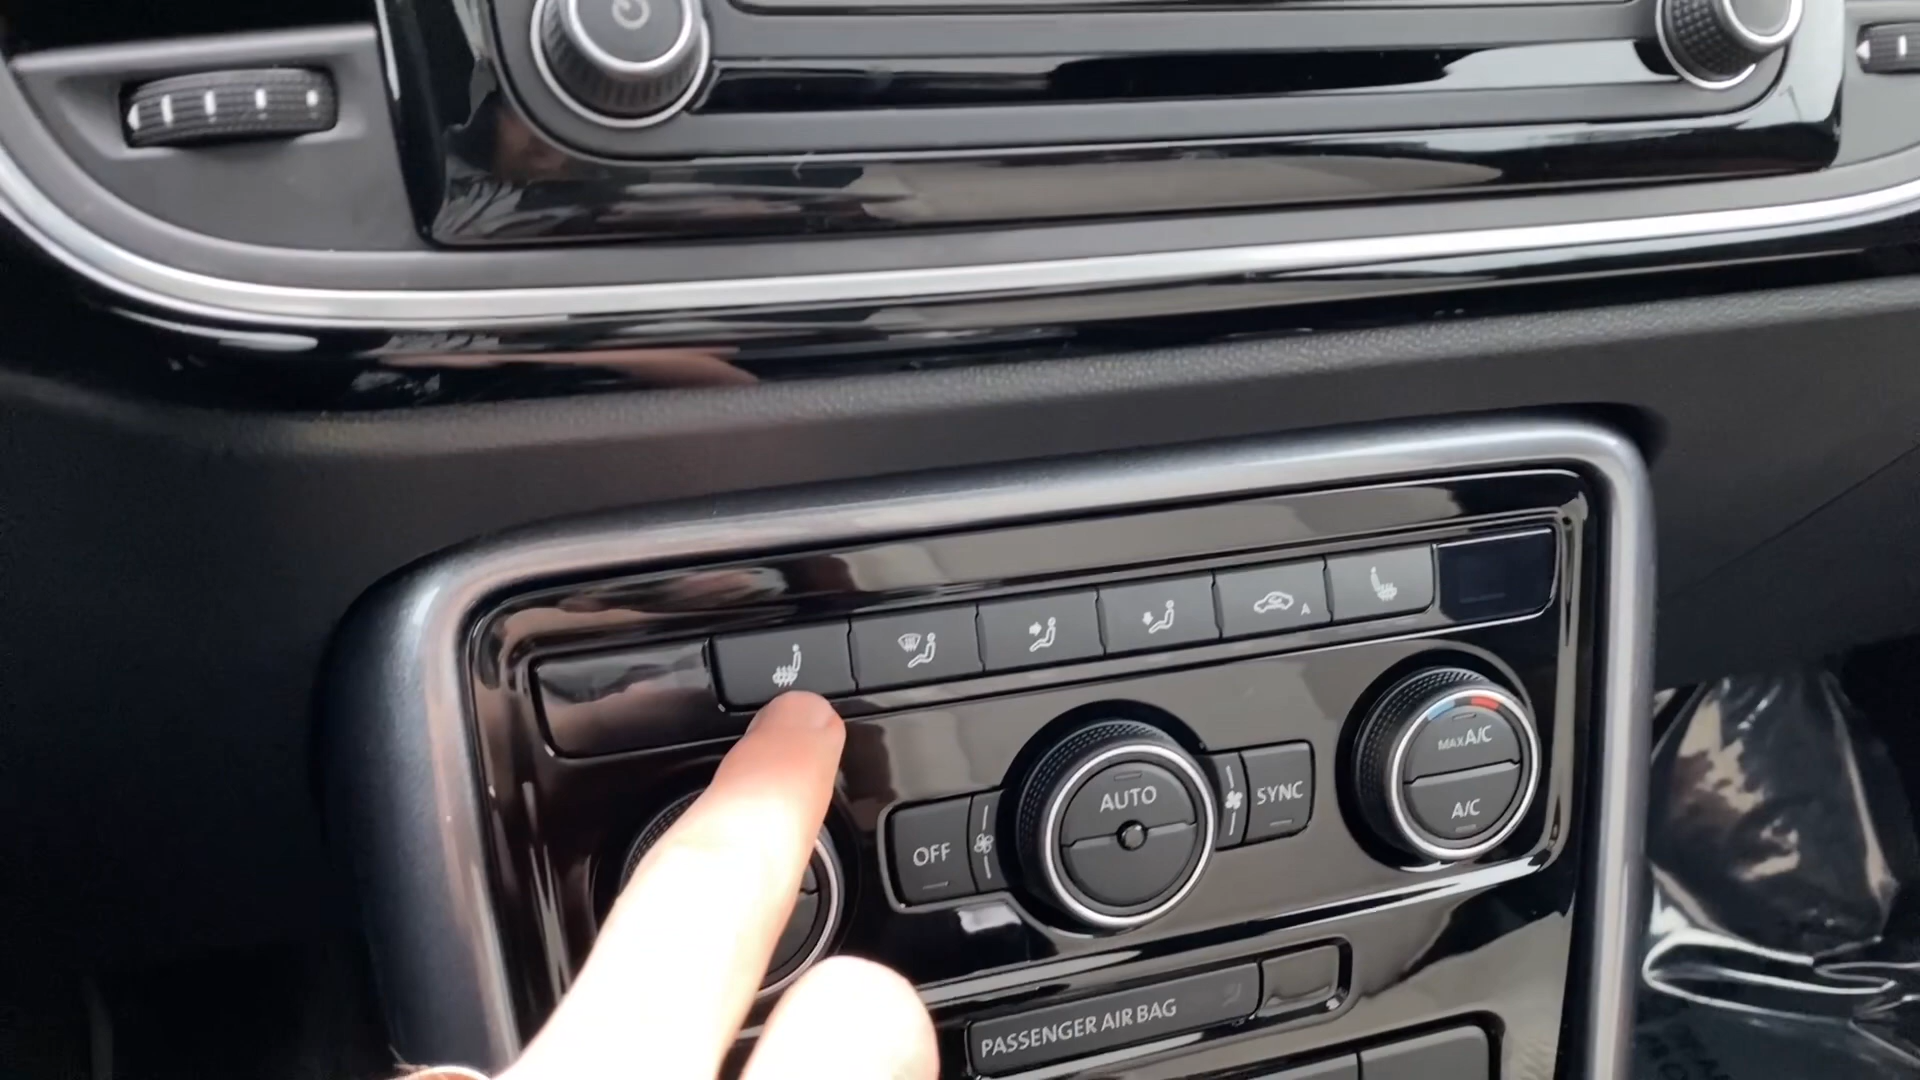 A
MAX A/C
AUTO
SYNC
A/C
OFF
PASSENGER AIR BAG